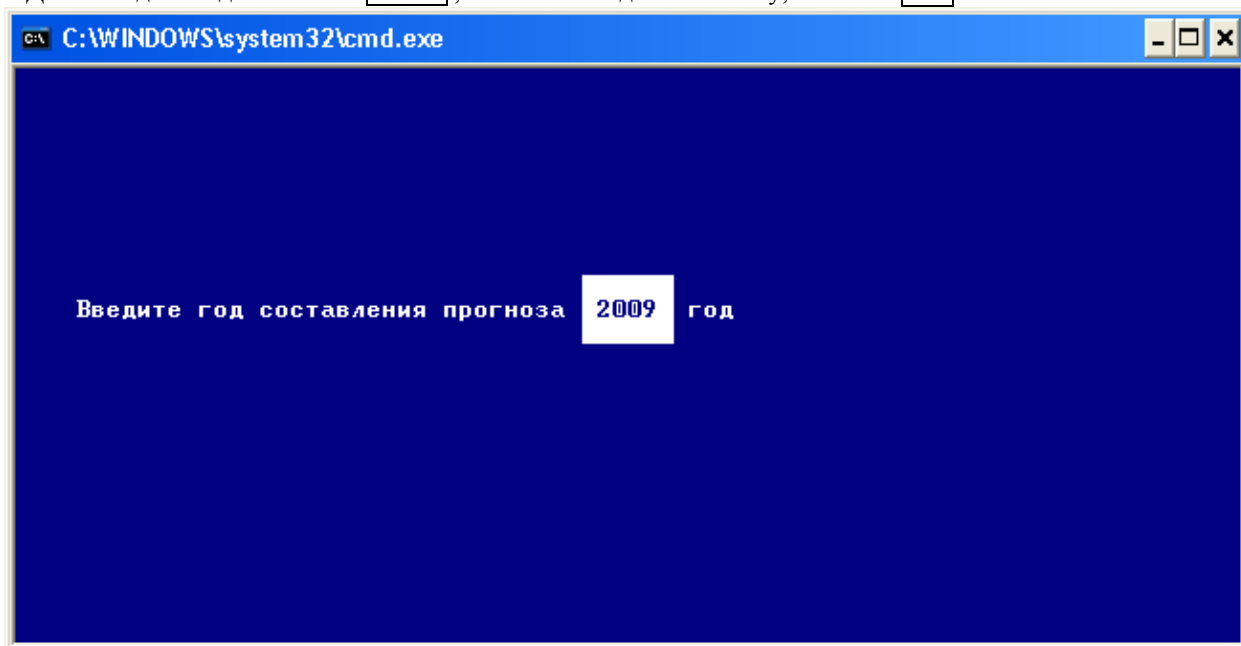 C:\WINDOWS\system32\cmd.exe
Введите год составления прогноза 2009 год